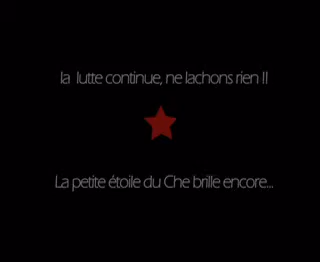 la lutte continue, ne lachons rien !!
La petite étoile du Che brille encore...